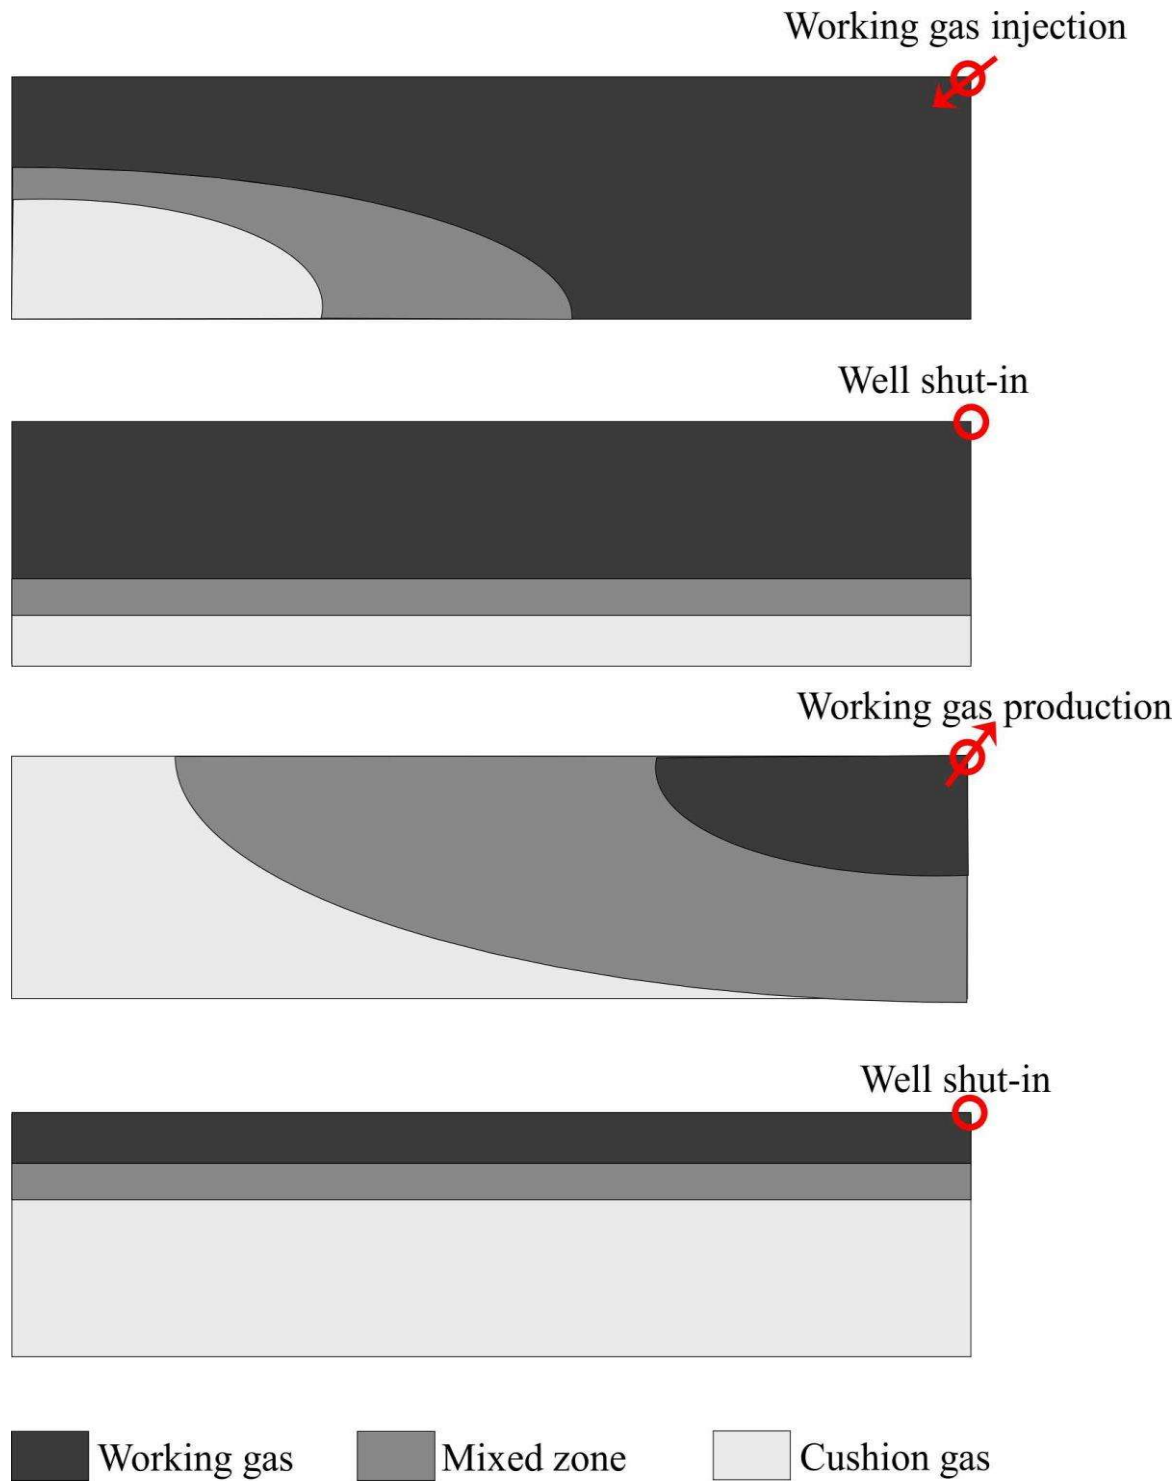 Working gas injection
Well shut-in
Working gas production
Well shut-in
Working gas Mixed zone Cushion gas